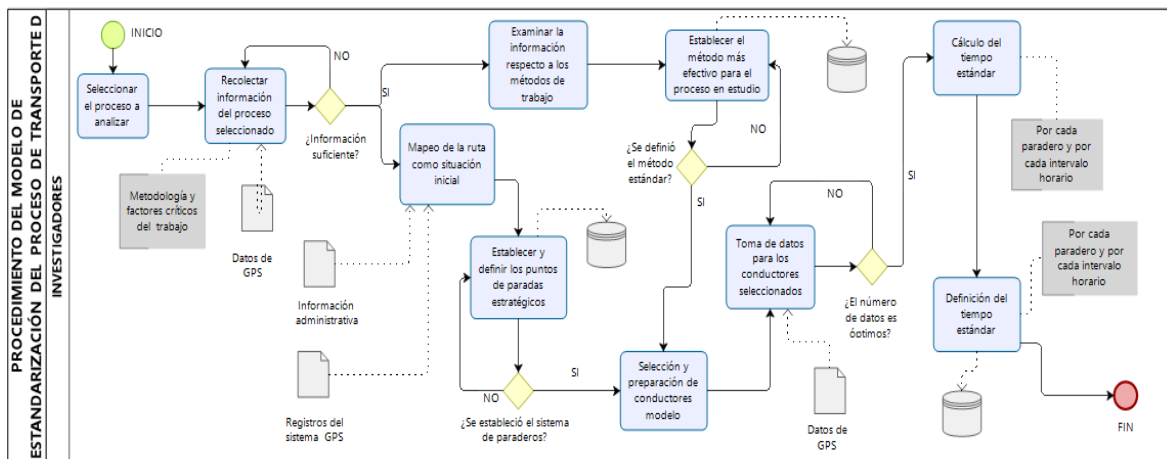 PROCEDIMIENTO DEL MODELO DE
ESTANDARIZACIÓN DEL PROCESO DE TRANSPORTE D
INVESTIGADORES
INICIO
Seleccionar
el proceso a
analizar
Recolectar
información
del proceso
seleccionado
NO
¿Información
suficiente?
SI
Metodología y
factores críticos
del trabajo
Datos de
GPS
Examinar la
información
respecto a los
métodos de
trabajo
Mapeo de la ruta
como situación
inicial
Información
administrativa
Registros del
sistema GPS
Establecer y
definir los puntos
de paradas
estratégicos
NO
SI
¿Se estableció el sistema
de paraderos?
Establecer el
método más
efectivo para el
proceso en estudio
NO
¿Se definió
el método
estándar?
SI
Selección y
preparación de
conductores
modelo
Toma de datos
para los
conductores
seleccionados
NO
SI
¿El número
de datos es
óptimos?
Datos de
GPS
Cálculo del
tiempo
estándar
Por cada
paradero y por
cada intervalo
horario
Por cada
paradero y por
cada intervalo
horario
Definición del
tiempo
estándar
FIN